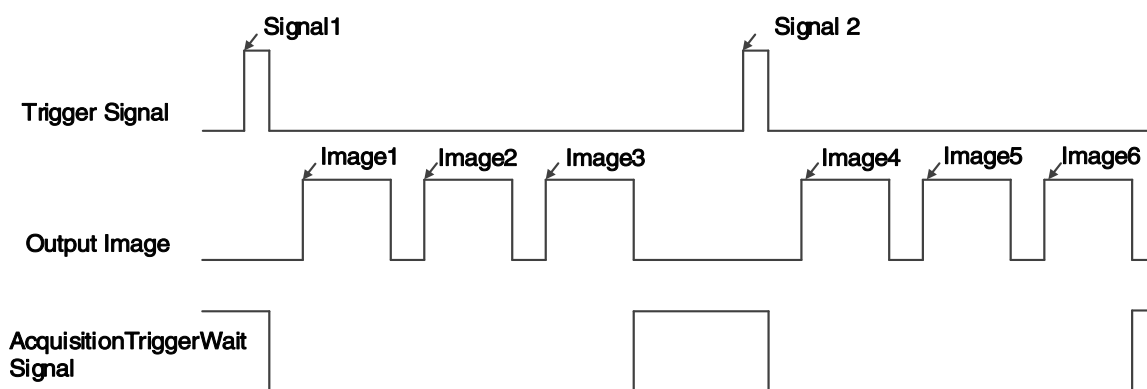 Signal1
Signal 2
Trigger Signal
Image1
Image2
Image3
Image4
Image5
Image6
Output Image
AcquisitionTriggerWait
Signal